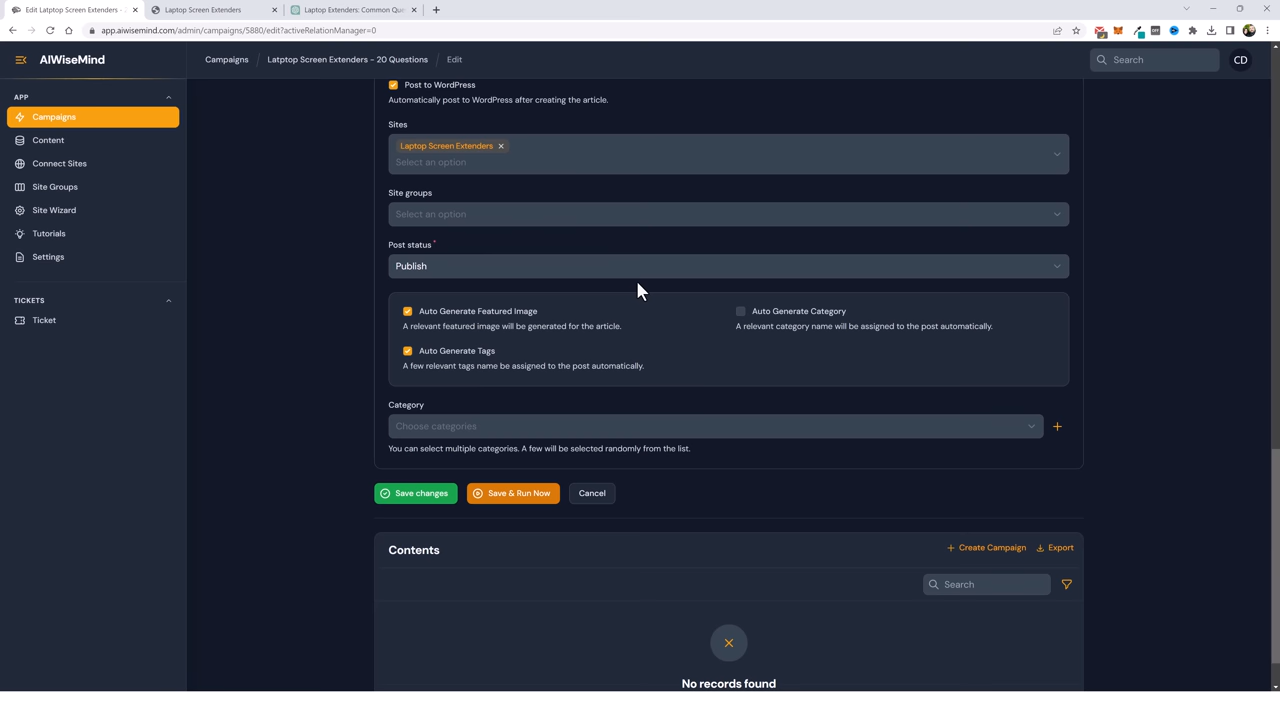 Edit Latptop Screen Extenders -
Laptop Screen Extenders
Laptop Extenders: Common Que
app.aiwisemind.com/admin/campaigns/5880/edit?activeRelationManager=0
AIWiseMind
Campaigns
Latptop Screen Extenders - 20 Questions
Edit
Search
CD
APP
Campaigns
Content
Connect Sites
Site Groups
Site Wizard
Tutorials
Settings
TICKETS
Ticket
Post to WordPress
Automatically post to WordPress after creating the article.
Sites
Laptop Screen Extenders
Select an option
Site groups
Select an option
Post status*
Publish
Auto Generate Featured Image
A relevant featured image will be generated for the article.
Auto Generate Category
A relevant category name will be assigned to the post automatically.
Auto Generate Tags
A few relevant tags name be assigned to the post automatically.
Category
Choose categories
You can select multiple categories. A few will be selected randomly from the list.
Save changes
Save & Run Now
Cancel
Contents
Create Campaign
Export
Search
No records found